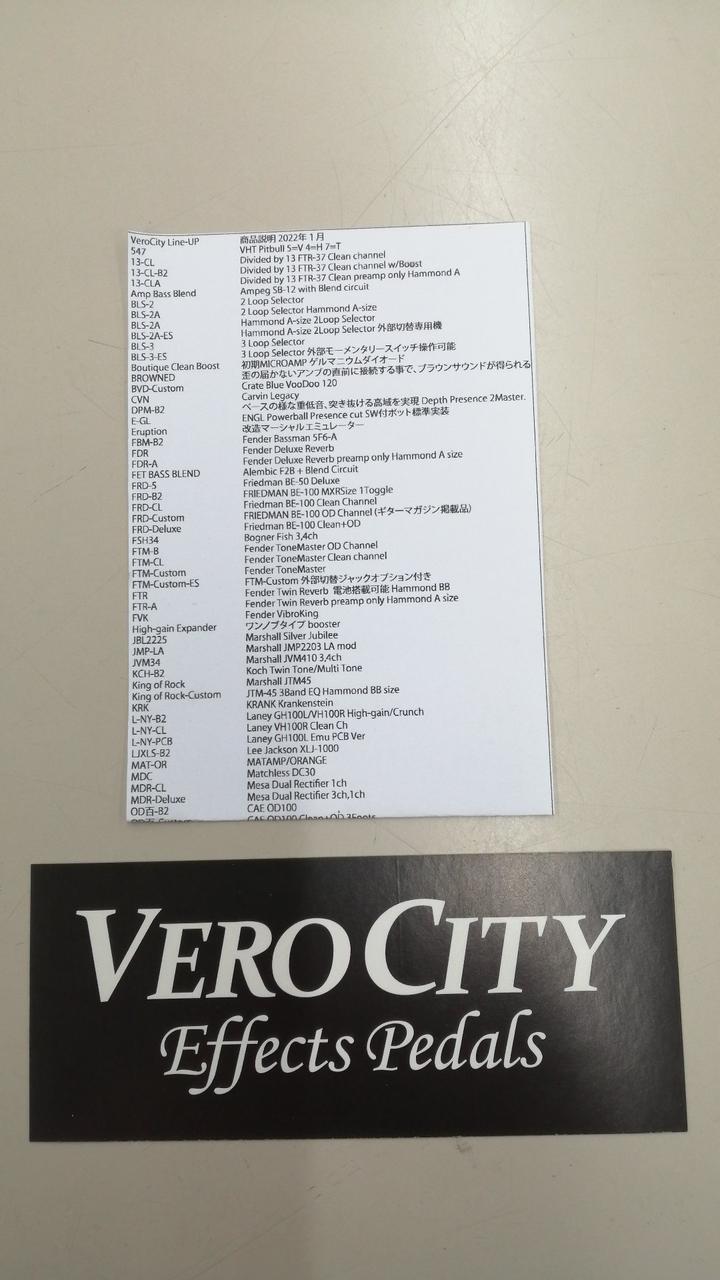 VeroCity Line-UP 商品説明 2022年 1月
547 VHT Pitbull 5=V 4=H 7=T
13-CL Divided by 13 FTR-37 Clean channel
13-CL-B2 Divided by 13 FTR-37 Clean channel w/Boost
13-CLA Divided by 13 FTR-37 Clean preamp only Hammond A
Amp Bass Blend Ampeg SB-12 with Blend circuit
BLS-2 2 Loop Selector
BLS-2A 2 Loop Selector Hammond A-size
BLS-2A Hammond A-size 2Loop Selector
BLS-2A-ES Hammond A-size 2Loop Selector 外部切替専用機
BLS-3 3 Loop Selector
BLS-3-ES 3 Loop Selector 外部モーメンタリースイッチ操作可能
Boutique Clean Boost 初期MICROAMP ゲルマニウムダイオード
BROWNED 歪の届かないアンプの直前に接続する事で、ブラウンサウンドが得られる
BVD-Custom Crate Blue VooDoo 120
CVN Carvin Legacy
DPM-B2 ベースの様な重低音、突き抜ける高域を実現 Depth Presence 2Master.
E-GL ENGL Powerball Presence cut SW付ポット標準実装
Eruption 改造マーシャルエミュレーター
FBM-B2 Fender Bassman 5F6-A
FDR Fender Deluxe Reverb
FDR-A Fender Deluxe Reverb preamp only Hammond A size
FET BASS BLEND Alembic F2B + Blend Circuit
FRD-5 Friedman BE-50 Deluxe
FRD-B2 FRIEDMAN BE-100 MXRSize 1Toggle
FRD-CL Friedman BE-100 Clean Channel
FRD-Custom FRIEDMAN BE-100 OD Channel (ギターマガジン掲載品)
FRD-Deluxe Friedman BE-100 Clean+OD
FSH34 Bogner Fish 3,4ch
FTM-B Fender ToneMaster OD Channel
FTM-CL Fender ToneMaster Clean channel
FTM-Custom Fender ToneMaster
FTM-Custom-ES FTM-Custom 外部切替ジャックオプション付き
FTR Fender Twin Reverb 電池搭載可能 Hammond BB
FTR-A Fender Twin Reverb preamp only Hammond A size
FVK Fender VibroKing
High-gain Expander ワンノブタイプ booster
JBL2225 Marshall Silver Jubilee
JMP-LA Marshall JMP2203 LA mod
JVM34 Marshall JVM410 3,4ch
KCH-B2 Koch Twin Tone/Multi Tone
King of Rock Marshall JTM45
King of Rock-Custom JTM-45 3Band EQ Hammond BB size
KRK KRANK Krankenstein
L-NY-B2 Laney GH100L/VH100R High-gain/Crunch
L-NY-CL Laney VH100R Clean Ch
L-NY-PCB Laney GH100L Emu PCB Ver
LJXLS-B2 Lee Jackson XLJ-1000
MAT-OR MATAMP/ORANGE
MDC Matchless DC30
MDR-CL Mesa Dual Rectifier 1ch
MDR-Deluxe Mesa Dual Rectifier 3ch,1ch
OD百-B2 CAE OD100
OD百-Custom CAE OD100 Clean+OD 3Foots
VEROCITY
Effects Pedals